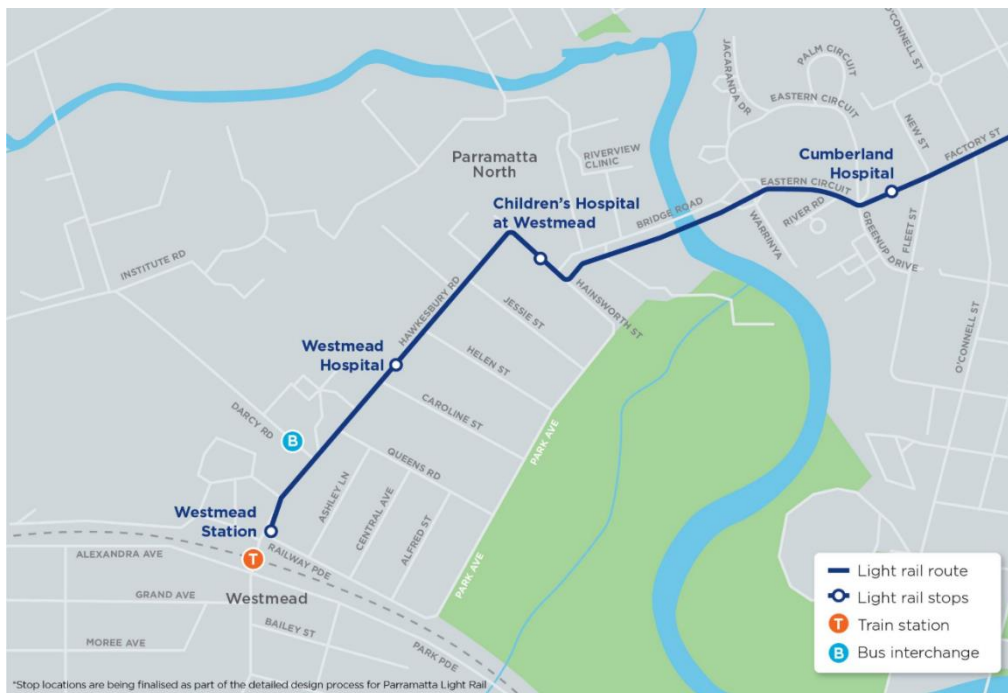 O'CONNELL ST
JACARANDA DR
PALM CIRCUIT
EASTERN CIRCUIT
NEW ST
FACTORY ST
Parramatta
North
RIVERVIEW
CLINIC
Cumberland
Hospital
Children's Hospital
at Westmead
EASTERN CIRCUIT
BRIDGE ROAD
RIVER RD
WARRINYA
GREENUP DRIVE
FLEET ST
INSTITUTE RD
HAWKESBURY RD
HAINSWORTH ST
JESSIE ST
O'CONNELL ST
Westmead
Hospital
HELEN ST
CAROLINE ST
DARCY RD
B
PARK AVE
QUEENS RD
ASHLEY LN
CENTRAL AVE
ALFRED ST
Westmead
Station
T
RAILWAY PDE
ALEXANDRA AVE
PARK AVE
GRAND AVE
Westmead
BAILEY ST
MOREE AVE
PARK PDE
Light rail route
Light rail stops
T Train station
B Bus interchange
*Stop locations are being finalised as part of the detailed design process for Parramatta Light Rail